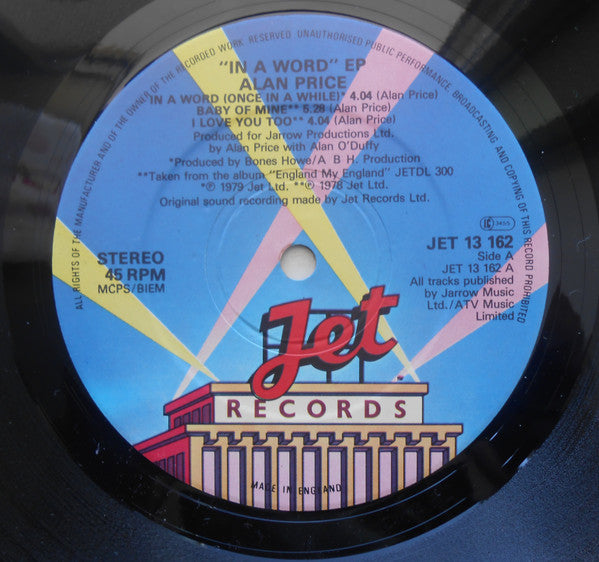 ALL RIGHTS OF THE MANUFACTURER AND OF THE OWNER OF THE RECORDED WORK RESERVED UNAUTHORISED PUBLIC PERFORMANCE BROADCASTING AND COPYING OF THIS RECORD PROHIBITED
"IN A WORD" EP
ALAN PRICE
IN A WORD (ONCE IN A WHILE)* 4.04 (Alan Price)
BABY OF MINE** 5.28 (Alan Price)
I LOVE YOU TOO** 4.04 (Alan Price)
Produced for Jarrow Productions Ltd.
by Alan Price with Alan O'Duffy
*Produced by Bones Howe/A B H. Production
**Taken from the album "England My England" JETDL 300
*℗ 1979 Jet Ltd. **℗ 1978 Jet Ltd.
Original sound recording made by Jet Records Ltd.
STEREO
45 RPM
MCPS/BIEM
JET 13 162
Side A
JET 13 162 A
All tracks published
by Jarrow Music
Ltd./ATV Music
Limited
Jet
RECORDS
MADE IN ENGLAND